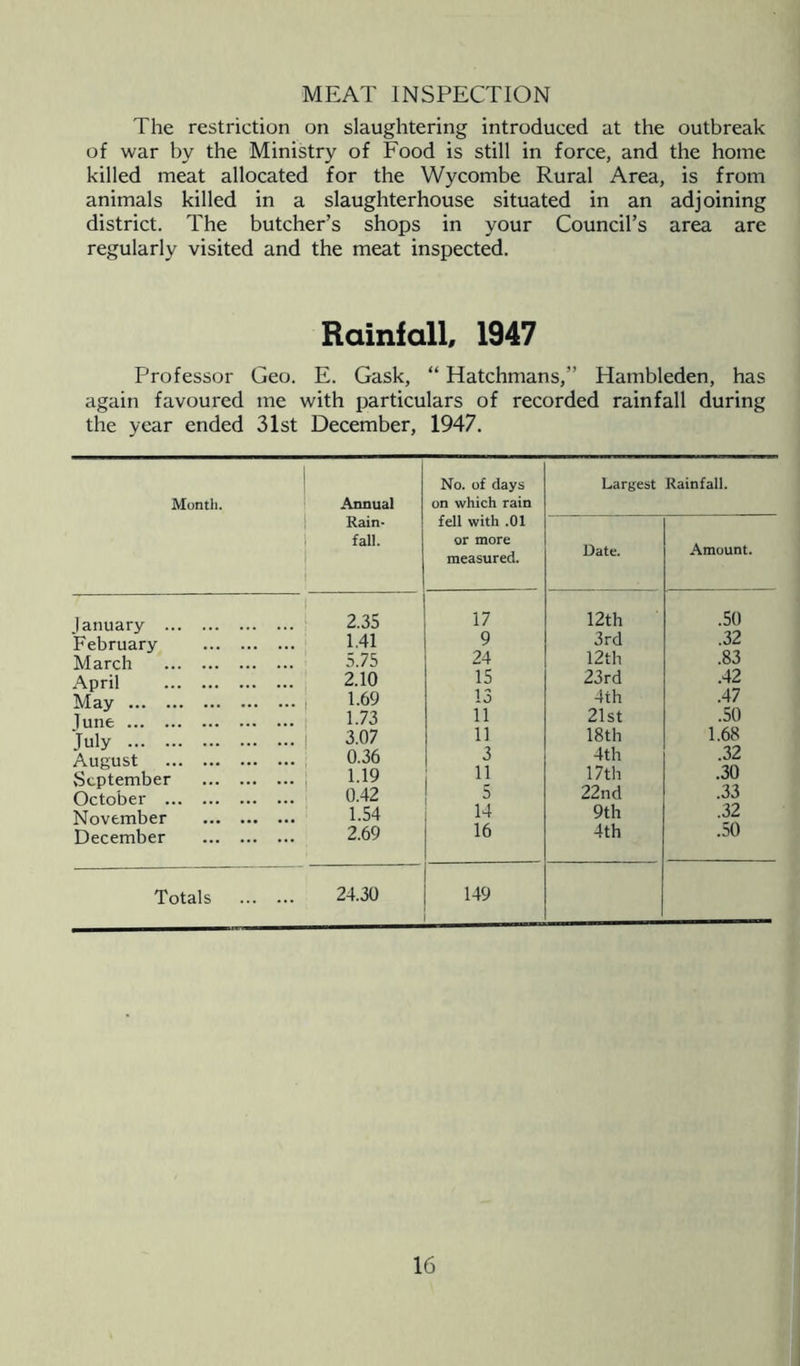 MEAT INSPECTION
The restriction on slaughtering introduced at the outbreak
of war by the Ministry of Food is still in force, and the home
killed meat allocated for the Wycombe Rural Area, is from
animals killed in a slaughterhouse situated in an adjoining
district. The butcher's shops in your Council's area are
regularly visited and the meat inspected.
Rainfall, 1947
Professor Geo. E. Gask, “ Hatchmans,” Hambleden, has
again favoured me with particulars of recorded rainfall during
the year ended 31st December, 1947.
Month. Annual Rain- fall. No. of days on which rain fell with .01 or more measured. Largest Rainfall.
Date. Amount.
January ... ... ... ... 2.35 17 12th .50
February ... ... ... 1.41 9 3rd .32
March ... ... ... ... 5.75 24 12th .83
April ... ... ... ... 2.10 15 23rd .42
May ... ... ... ... ... 1.69 13 4th .47
June ... ... ... ... ... 1.73 11 21st .50
July ... ... ... ... ... 3.07 11 18th 1.68
August ... ... ... ... 0.36 3 4th .32
September ... ... ... 1.19 11 17th .30
October ... ... ... ... 0.42 5 22nd .33
November ... ... ... 1.54 14 9th .32
December ... ... ... 2.69 16 4th .50
Totals ... ... 24.30 149
16